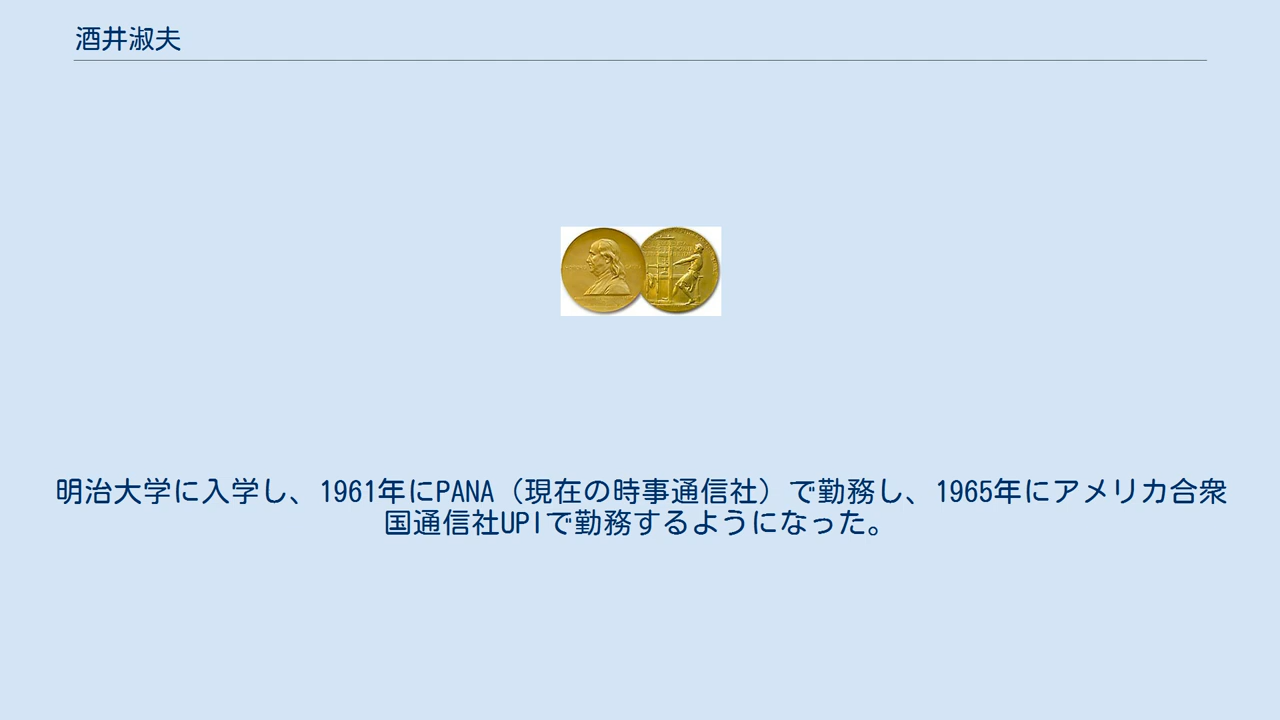 酒井淑夫
明治大学に入学し、1961年にPANA（現在の時事通信社）で勤務し、1965年にアメリカ合衆
国通信社UPIで勤務するようになった。